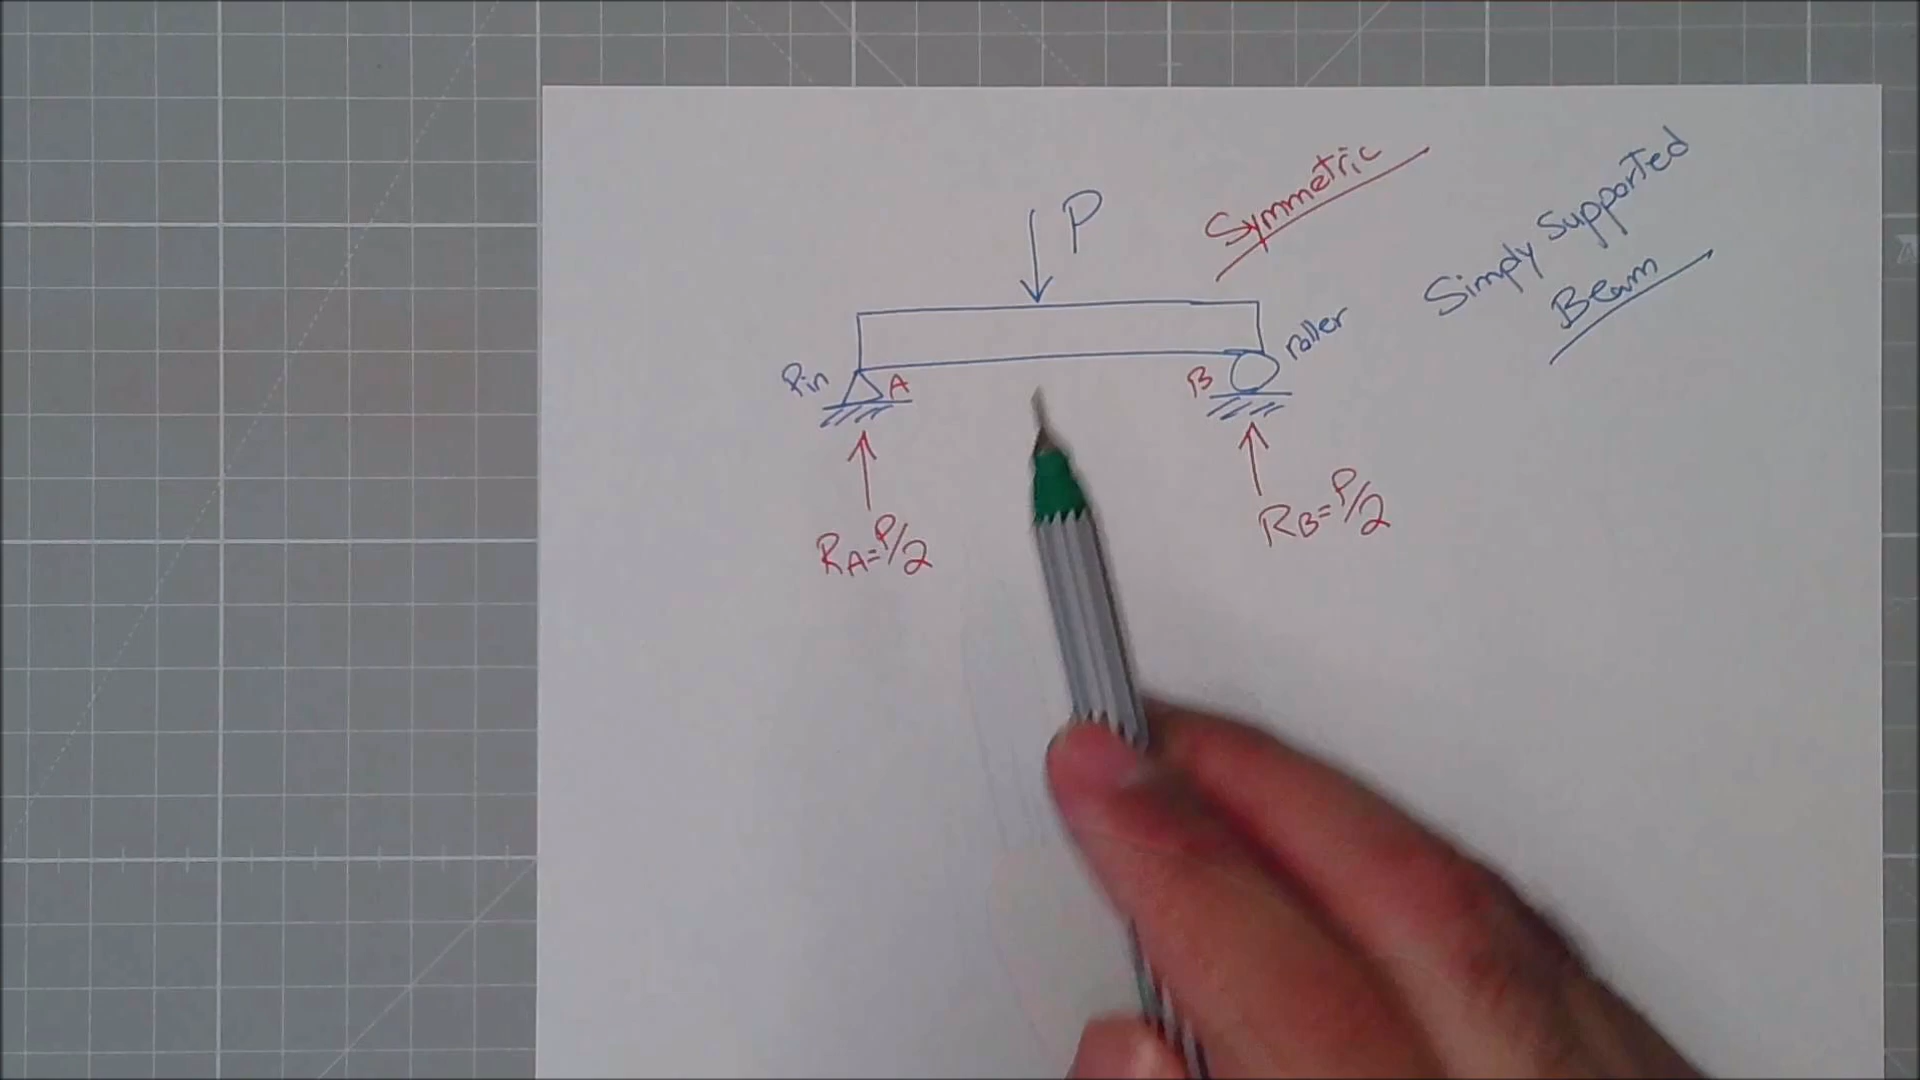 P
Symmetric
Simply Supported
Beam
Pin
A
B
roller
RA=P/2
RB=P/2